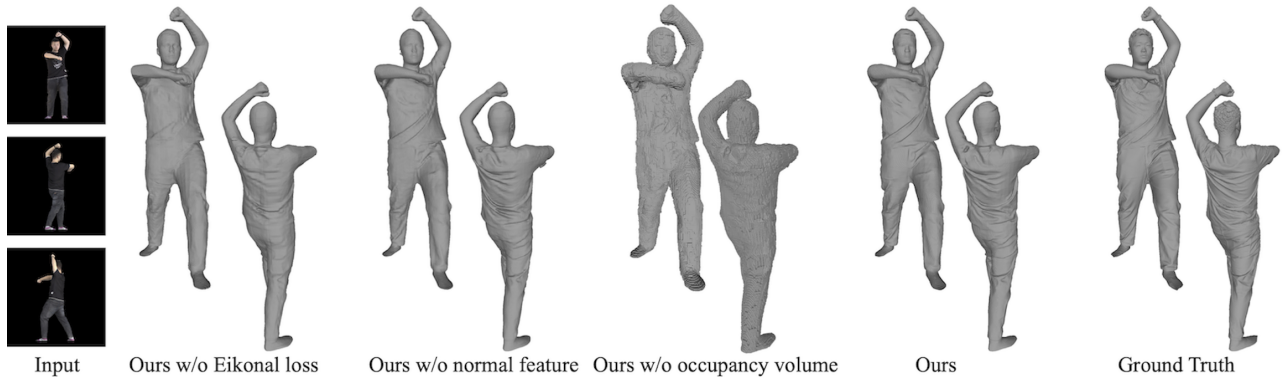 Input
Ours w/o Eikonal loss
Ours w/o normal feature
Ours w/o occupancy volume
Ours
Ground Truth